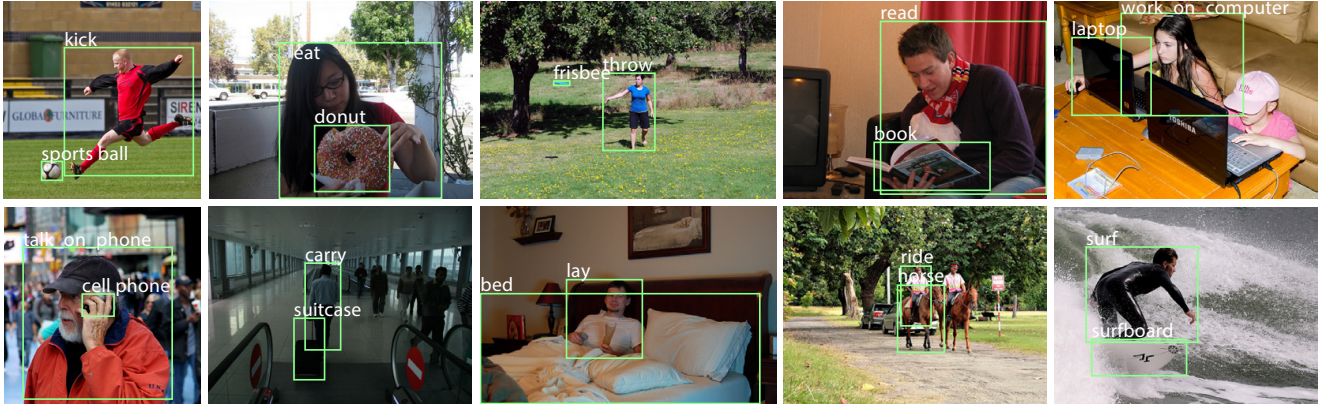 kick
GLOBAL FURNITURE
SIREN
sports ball
eat
donut
throw
frisbee
read
book
work_on_computer
laptop
TOSHIBA
talk_on_phone
cell phone
carry
suitcase
bed
lay
ride
horse
surf
surfboard